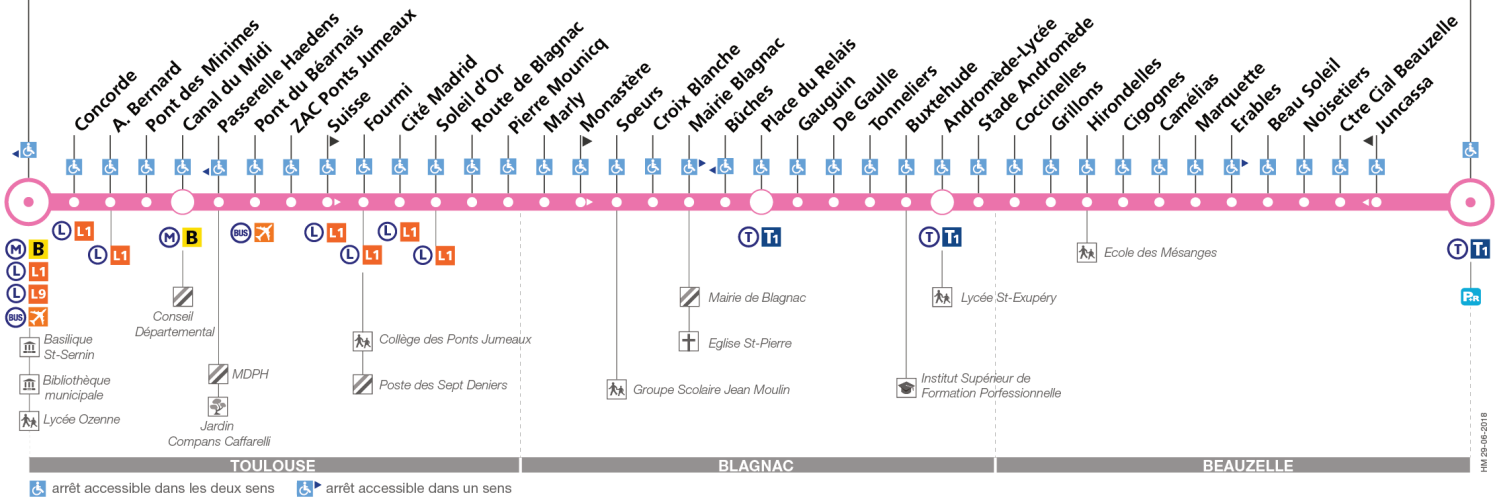 Concorde
A. Bernard
Pont des Minimes
Canal du Midi
Passerelle Haedens
Pont du Béarnais
ZAC Ponts Jumeaux
Suisse
Fourmi
Cité Madrid
Soleil d'Or
Route de Blagnac
Pierre Mounicq
Marly
Monastère
Soeurs
Croix Blanche
Mairie Blagnac
Bûches
Place du Relais
Gauguin
De Gaulle
Tonneliers
Buxtehude
Andromède-Lycée
Stade Andromède
Coccinelles
Grillons
Hirondelles
Cigognes
Camélias
Marquette
Erables
Beau Soleil
Noisetiers
Ctre Cial Beauzelle
Juncassa
M B
L L1
L L9
BUS
L L1
L L1
M B
BUS
L L1
L L1
L L1
L L1
T T1
T T1
T T1
P+R
Basilique
St-Sernin
Bibliothèque
municipale
Lycée Ozenne
Conseil
Départemental
MDPH
Jardin
Compans Caffarelli
Collège des Ponts Jumeaux
Poste des Sept Deniers
Groupe Scolaire Jean Moulin
Mairie de Blagnac
Eglise St-Pierre
Institut Supérieur de
Formation Porfessionnelle
Lycée St-Exupéry
Ecole des Mésanges
HM 29-06-2018
TOULOUSE
BLAGNAC
BEAUZELLE
arrêt accessible dans les deux sens
arrêt accessible dans un sens